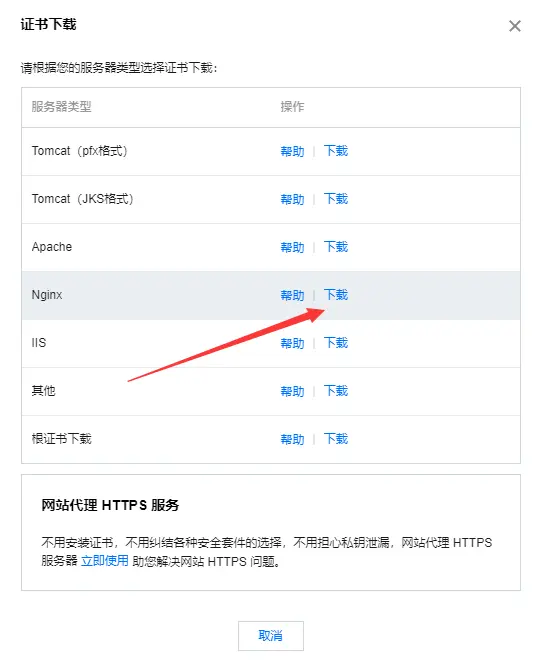 证书下载
请根据您的服务器类型选择证书下载：
服务器类型 操作
Tomcat（pfx格式） 帮助 | 下载
Tomcat（JKS格式） 帮助 | 下载
Apache 帮助 | 下载
Nginx 帮助 | 下载
IIS 帮助 | 下载
其他 帮助 | 下载
根证书下载 帮助 | 下载
网站代理 HTTPS 服务
不用安装证书，不用纠结各种安全套件的选择，不用担心私钥泄漏，网站代理 HTTPS
服务器 立即使用 助您解决网站 HTTPS 问题。
取消